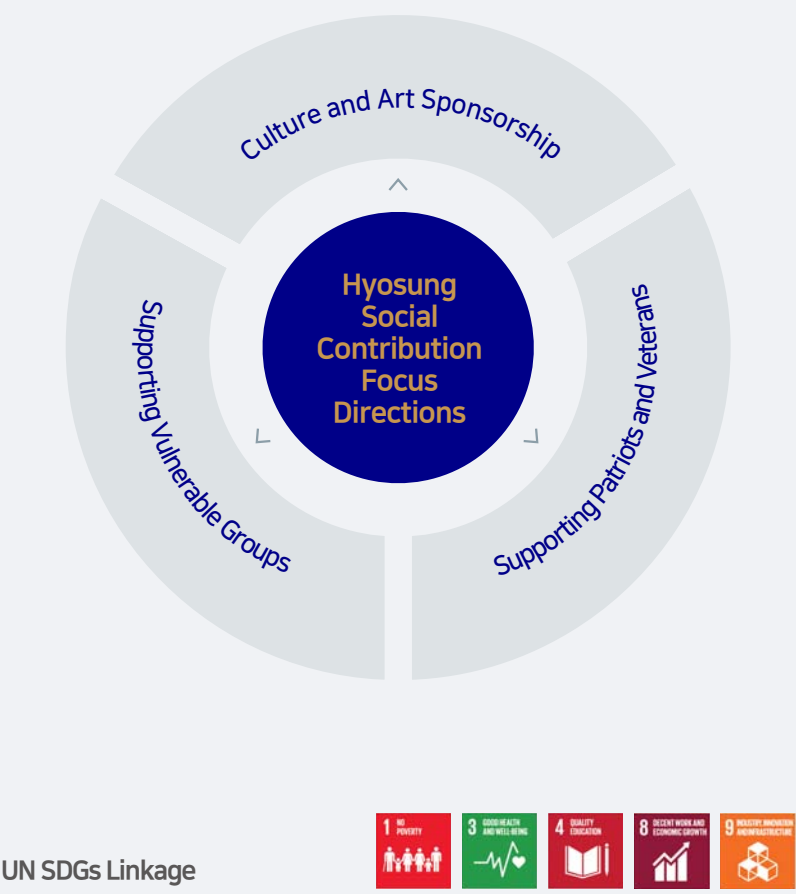 Culture and Art Sponsorship
Hyosung
Social
Contribution
Focus
Directions
Supporting Vulnerable Groups
Supporting Patriots and Veterans
UN SDGs Linkage
1 NO
POVERTY
3 GOOD HEALTH
AND WELL-BEING
4 QUALITY
EDUCATION
8 DECENT WORK AND
ECONOMIC GROWTH
9 INDUSTRY, INNOVATION
AND INFRASTRUCTURE